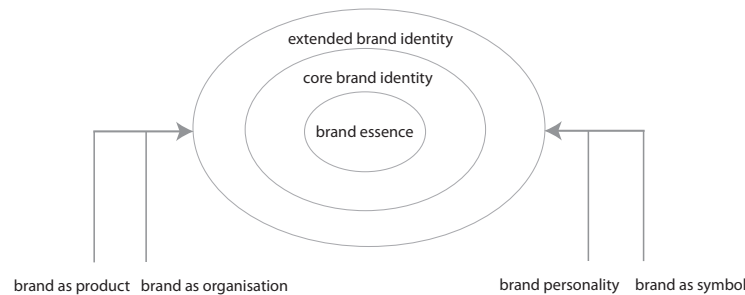 extended brand identity
core brand identity
brand essence
brand as product
brand as organisation
brand personality
brand as symbol